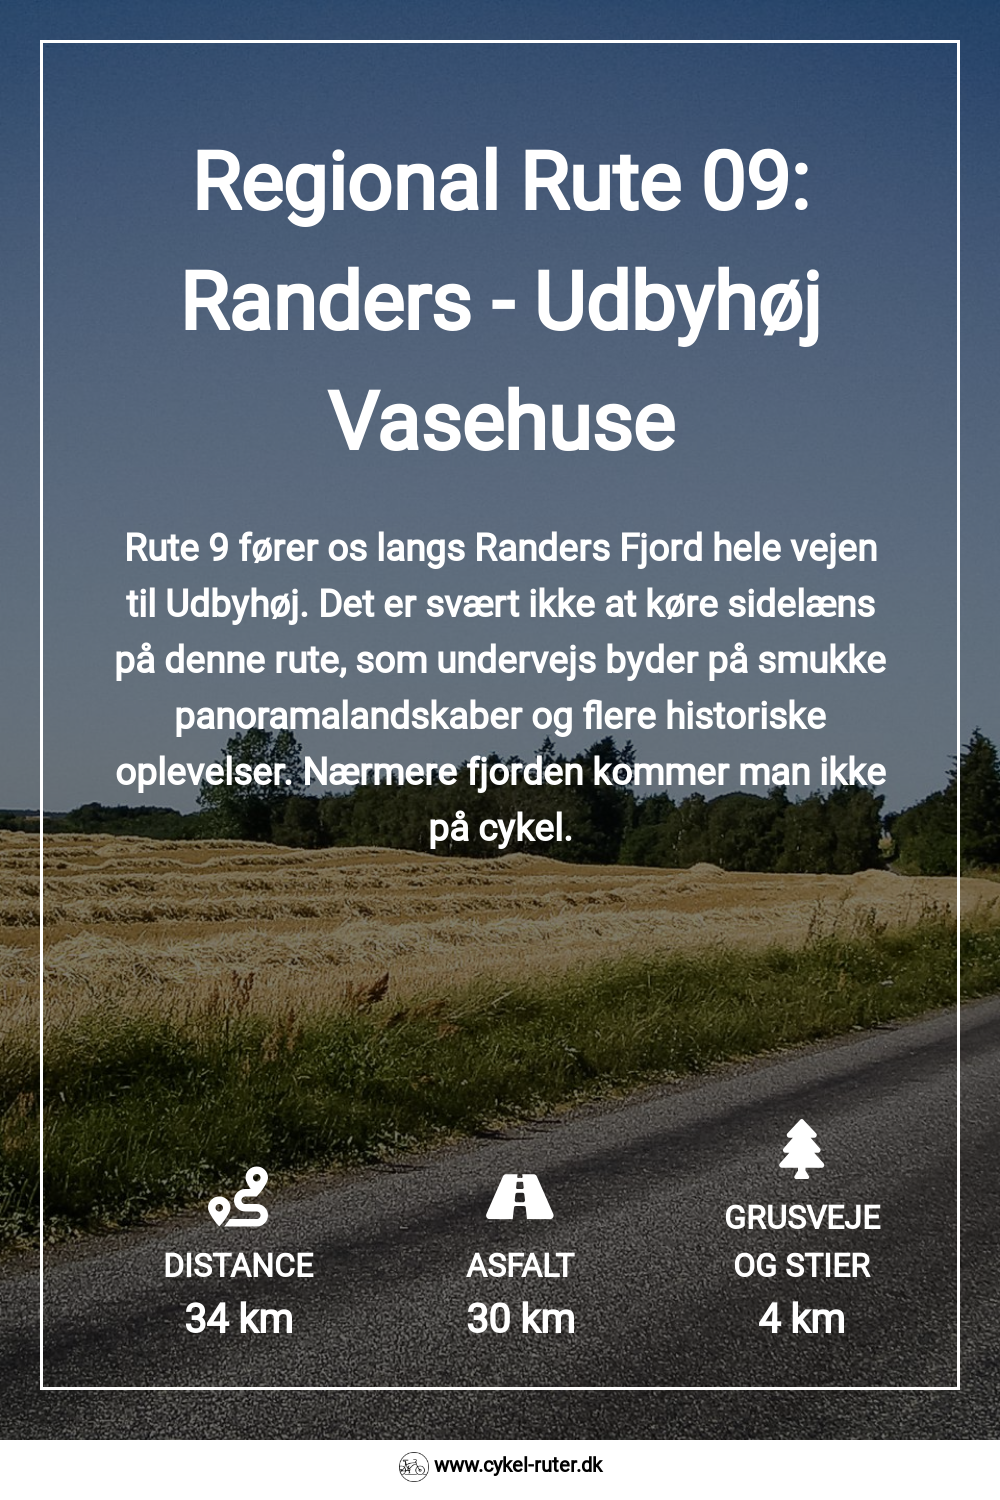 Regional Rute 09:
Randers - Udbyhøj
Vasehuse
Rute 9 fører os langs Randers Fjord hele vejen
til Udbyhøj. Det er svært ikke at køre sidelæns
på denne rute, som undervejs byder på smukke
panoramalandskaber og flere historiske
oplevelser. Nærmere fjorden kommer man ikke
på cykel.
DISTANCE
34 km
ASFALT
30 km
GRUSVEJE
OG STIER
4 km
www.cykel-ruter.dk